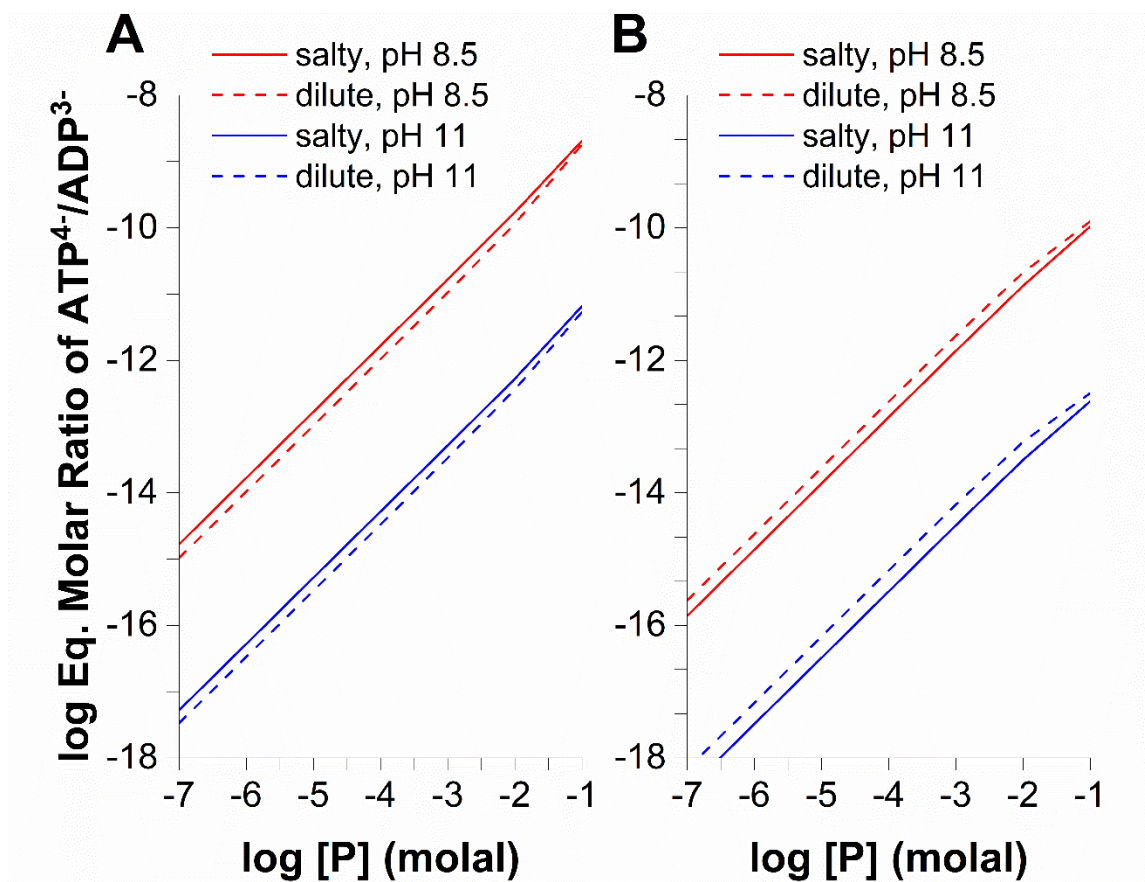 A
salty, pH 8.5
dilute, pH 8.5
salty, pH 11
dilute, pH 11
B
salty, pH 8.5
dilute, pH 8.5
salty, pH 11
dilute, pH 11
log Eq. Molar Ratio of ATP⁴⁻/ADP³⁻
-8
-10
-12
-14
-16
-18
-7 -6 -5 -4 -3 -2 -1
log [P] (molal)
-8
-10
-12
-14
-16
-18
-7 -6 -5 -4 -3 -2 -1
log [P] (molal)